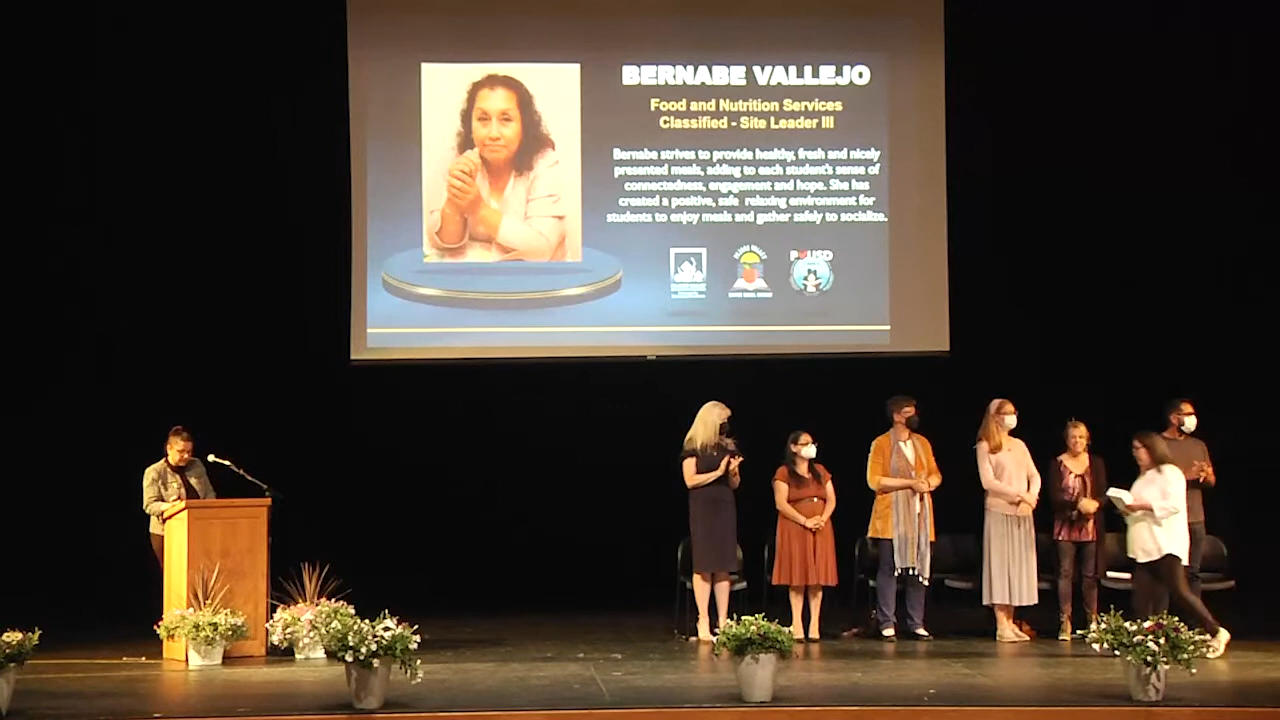 BERNABE VALLEJO
Food and Nutrition Services
Classified - Site Leader III
Bernabe strives to provide healthy, fresh and nicely
presented meals, adding to each student's sense of
connectedness, engagement and hope. She has
created a positive, safe relaxing environment for
students to enjoy meals and gather safely to socialize.
PAJARO VALLEY